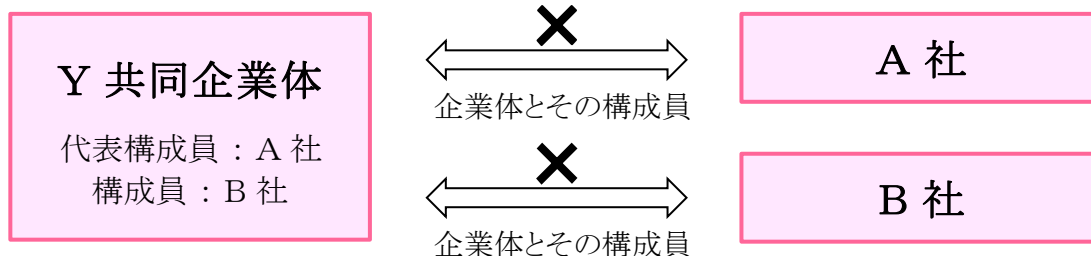 Y 共同企業体
代表構成員：A 社
構成員：B 社
企業体とその構成員
A 社
企業体とその構成員
B 社